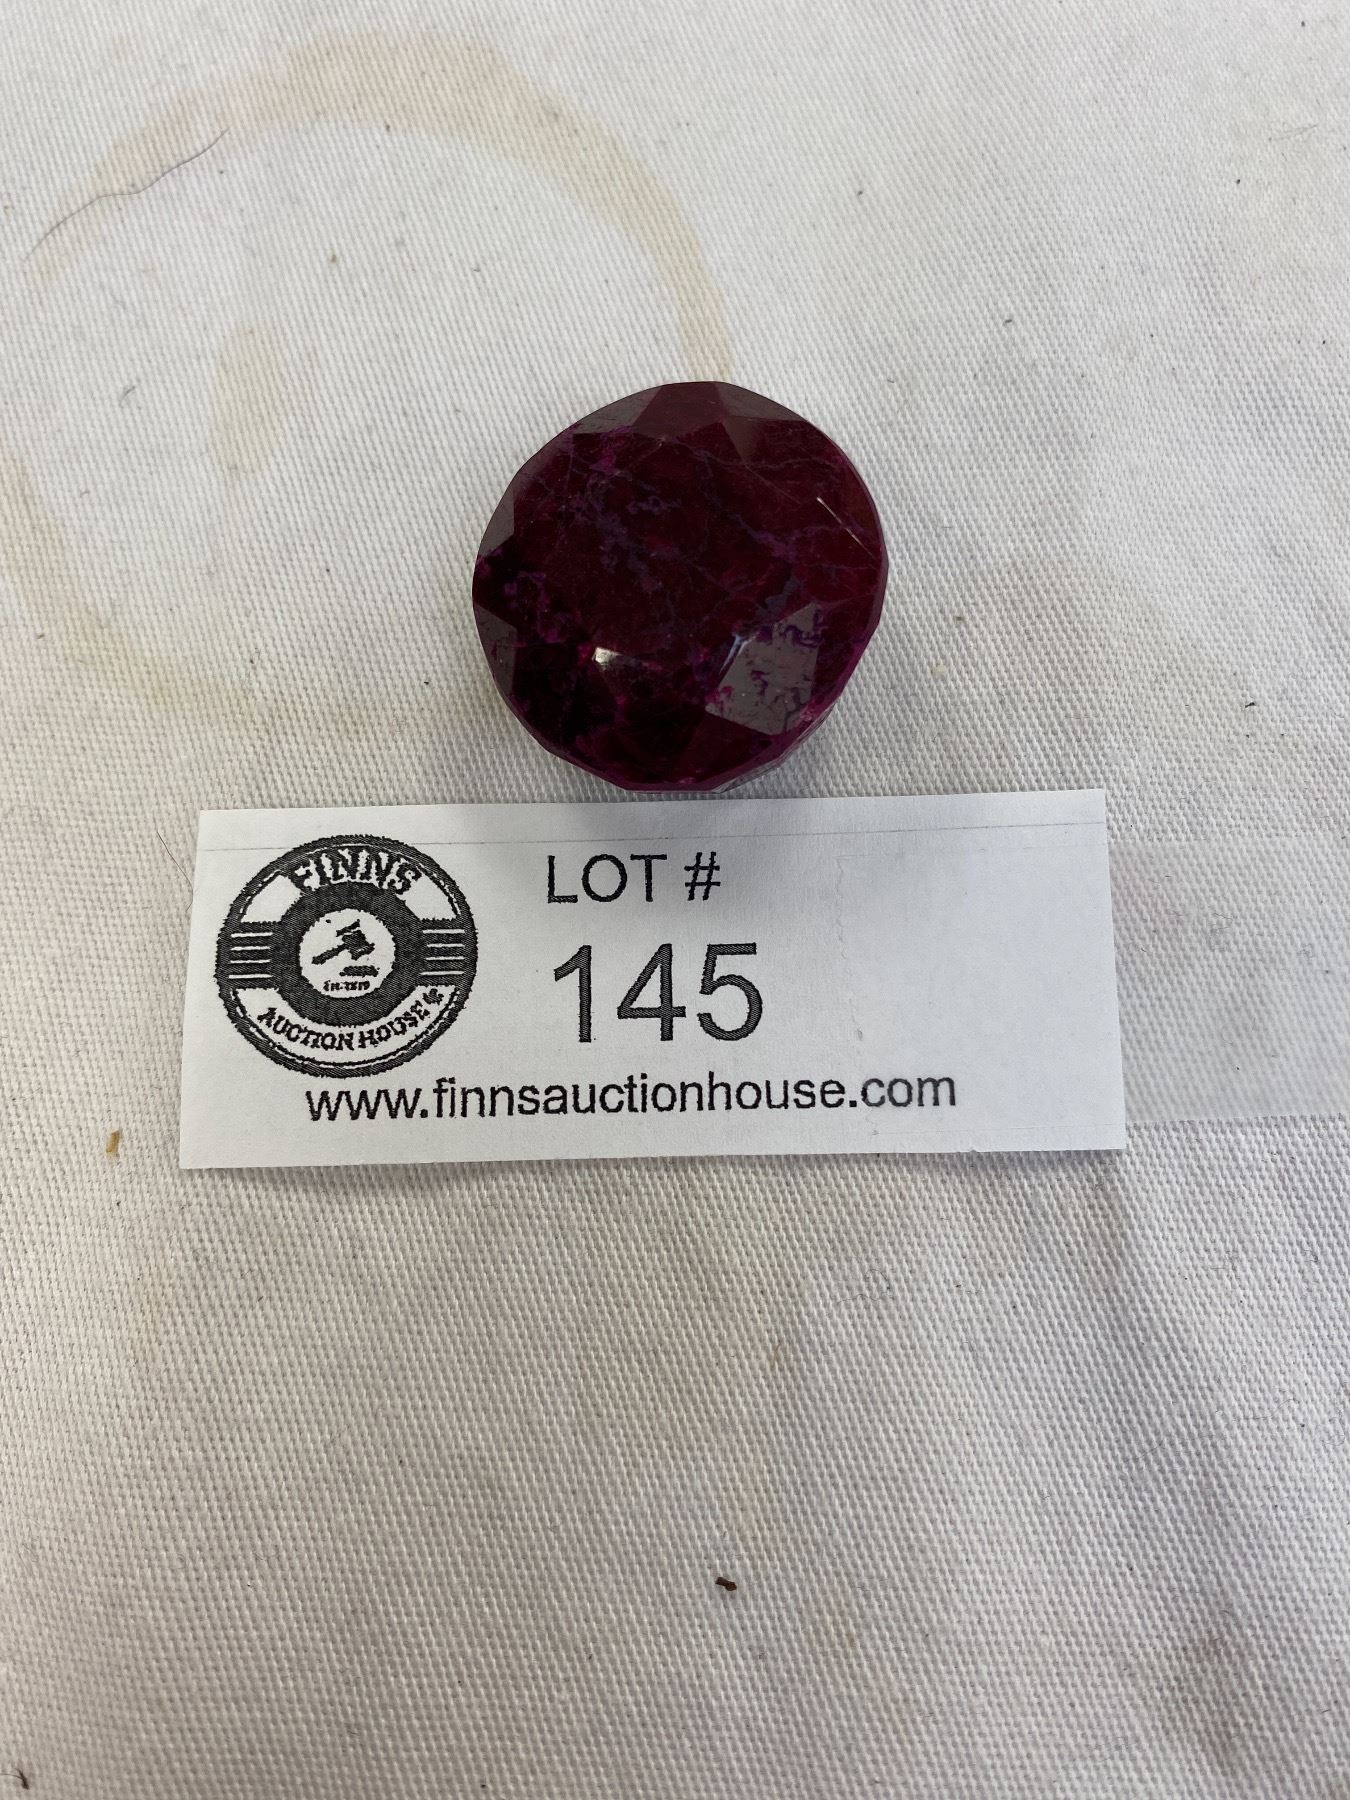 FINNS
AUCTION HOUSE
LOT #
145
www.finnsauctionhouse.com